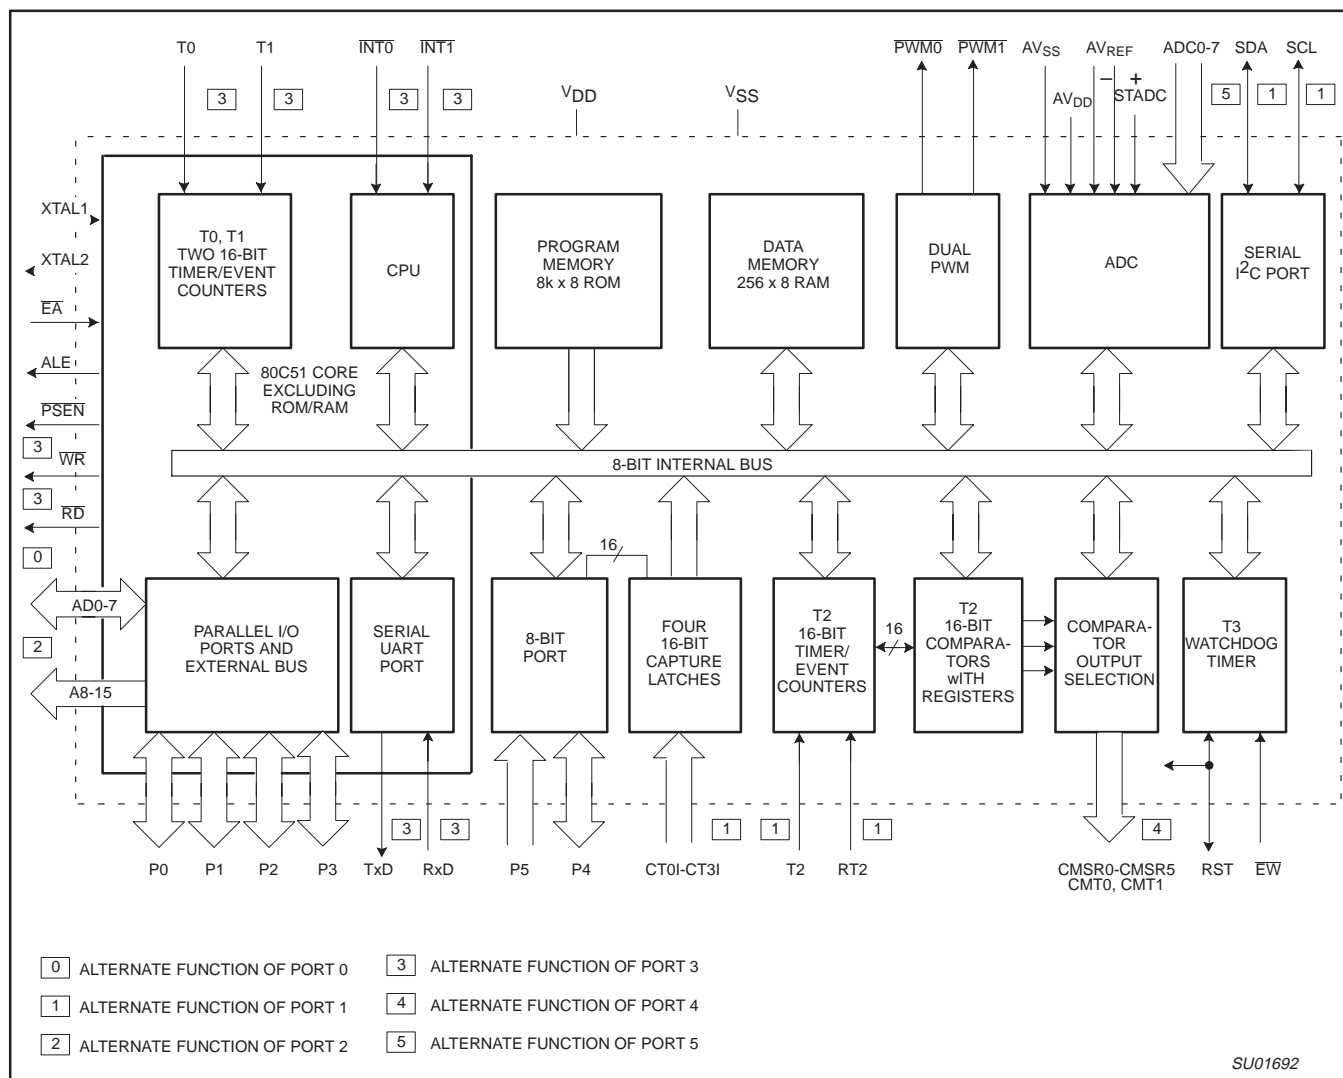 T0 T1 INT0 INT1 PWM0 PWM1 AVSS AVREF ADC0-7 SDA SCL
– +
3 3 3 3 VDD VSS AVDD STADC 5 1 1
XTAL1
XTAL2
EA
ALE
PSEN
3 WR
3 RD
0
AD0-7
2
A8-15
T0, T1
TWO 16-BIT
TIMER/EVENT
COUNTERS
CPU
PROGRAM
MEMORY
8k x 8 ROM
DATA
MEMORY
256 x 8 RAM
DUAL
PWM
ADC
SERIAL
I2C PORT
80C51 CORE
EXCLUDING
ROM/RAM
8-BIT INTERNAL BUS
PARALLEL I/O
PORTS AND
EXTERNAL BUS
SERIAL
UART
PORT
8-BIT
PORT
16
FOUR
16-BIT
CAPTURE
LATCHES
T2
16-BIT
TIMER/
EVENT
COUNTERS
16
T2
16-BIT
COMPARA-
TORS
wITH
REGISTERS
COMPARA-
TOR
OUTPUT
SELECTION
T3
WATCHDOG
TIMER
3 3 1 1 1 4
P0 P1 P2 P3 TxD RxD P5 P4 CT0I-CT3I T2 RT2 CMSR0-CMSR5 RST EW
CMT0, CMT1
0 ALTERNATE FUNCTION OF PORT 0
1 ALTERNATE FUNCTION OF PORT 1
2 ALTERNATE FUNCTION OF PORT 2
3 ALTERNATE FUNCTION OF PORT 3
4 ALTERNATE FUNCTION OF PORT 4
5 ALTERNATE FUNCTION OF PORT 5
SU01692